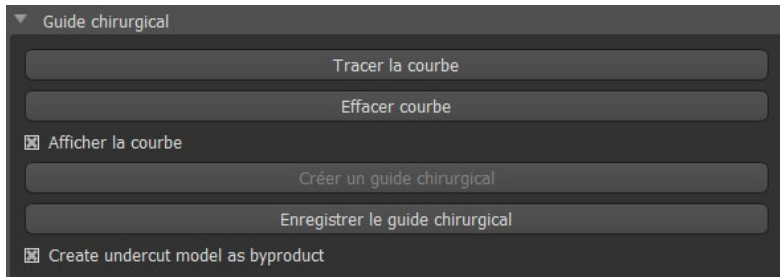 Guide chirurgical
Tracer la courbe
Effacer courbe
Afficher la courbe
Créer un guide chirurgical
Enregistrer le guide chirurgical
Create undercut model as byproduct